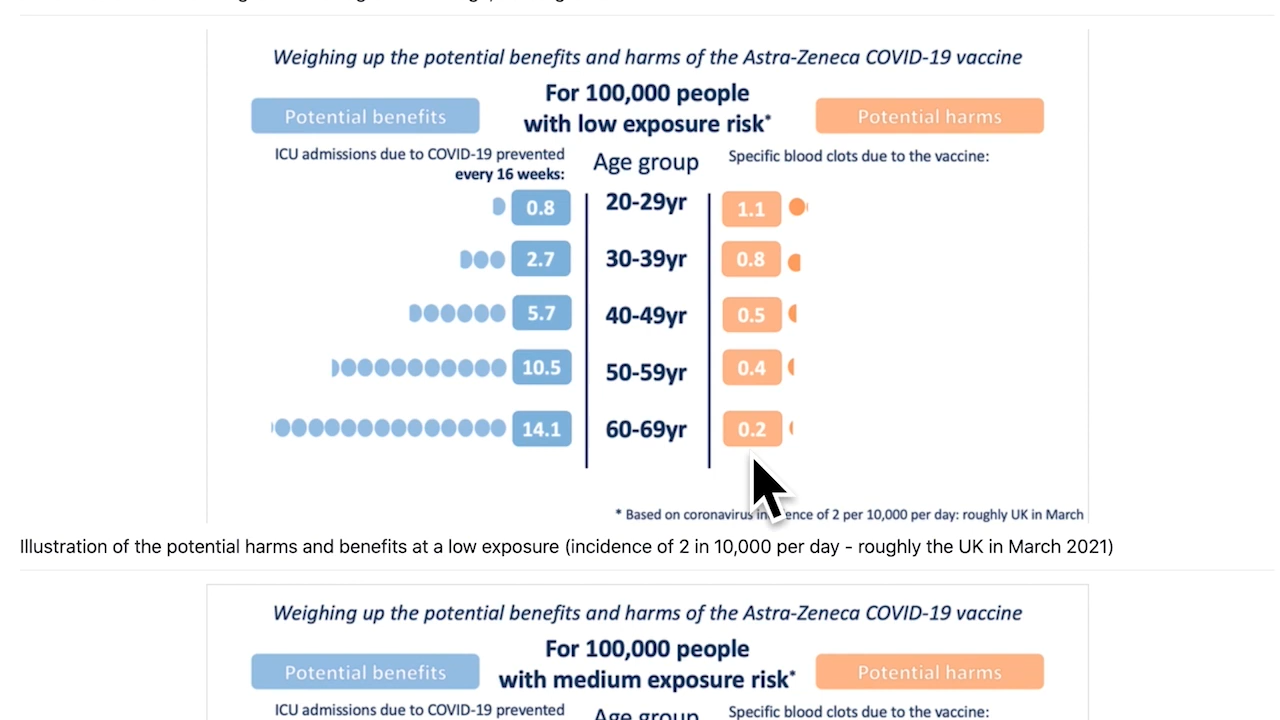 Weighing up the potential benefits and harms of the Astra-Zeneca COVID-19 vaccine
For 100,000 people
with low exposure risk*
Potential benefits
Potential harms
ICU admissions due to COVID-19 prevented
every 16 weeks:
Age group
Specific blood clots due to the vaccine:
0.8 20-29yr 1.1
2.7 30-39yr 0.8
5.7 40-49yr 0.5
10.5 50-59yr 0.4
14.1 60-69yr 0.2
* Based on coronavirus of 2 per 10,000 per day: roughly UK in March
Illustration of the potential harms and benefits at a low exposure (incidence of 2 in 10,000 per day - roughly the UK in March 2021)
Weighing up the potential benefits and harms of the Astra-Zeneca COVID-19 vaccine
For 100,000 people
with medium exposure risk*
Potential benefits
Potential harms
ICU admissions due to COVID-19 prevented
Age group
Specific blood clots due to the vaccine: